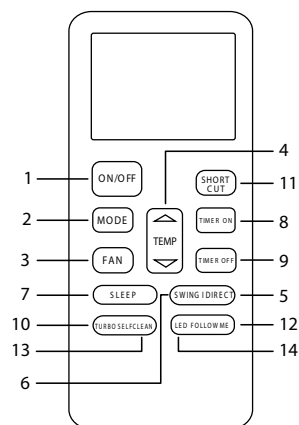 4
1
ON/OFF
SHORT
CUT
11
2
MODE
TIMER ON
8
TEMP
3
FAN
TIMER OFF
9
7
SLEEP
SWING I DIRECT
5
10
TURBO SELFCLEAN
LED FOLLOW ME
12
13
14
6